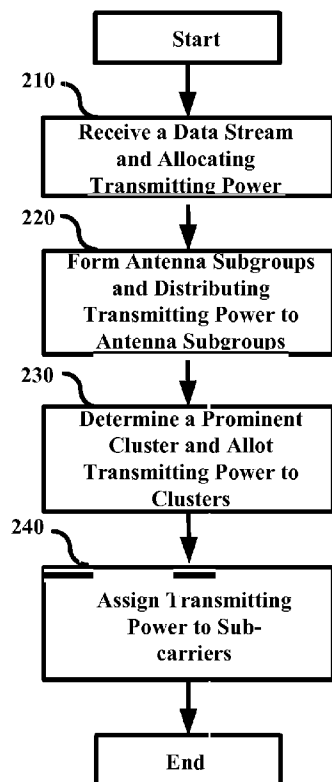 Start
210
Receive a Data Stream
and Allocating
Transmitting Power
220
Form Antenna Subgroups
and Distributing
Transmitting Power to
Antenna Subgroups
230
Determine a Prominent
Cluster and Allot
Transmitting Power to
Clusters
240
Assign Transmitting
Power to Sub-
carriers
End